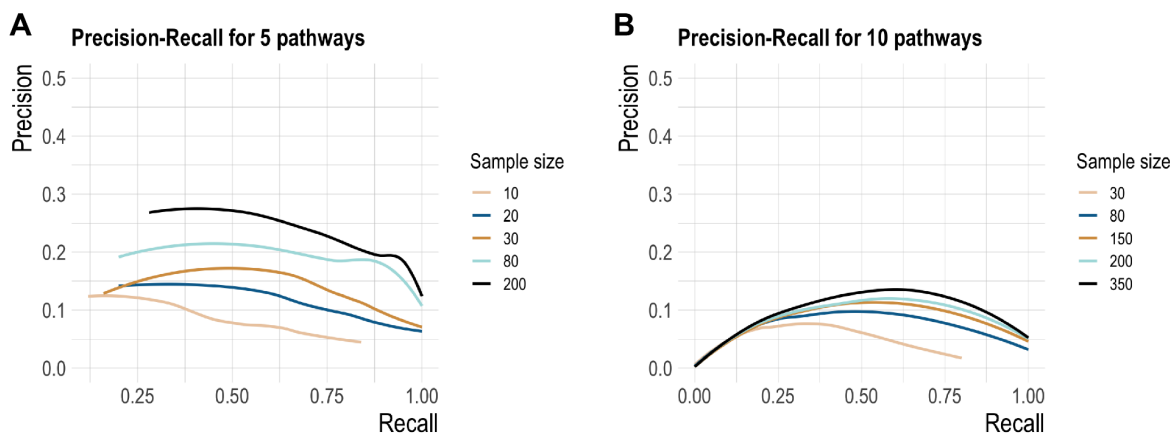 A
Precision-Recall for 5 pathways
Precision
0.5
0.4
0.3
0.2
0.1
0.0
0.25 0.50 0.75 1.00
Recall
Sample size
10
20
30
80
200
B
Precision-Recall for 10 pathways
Precision
0.5
0.4
0.3
0.2
0.1
0.0
0.00 0.25 0.50 0.75 1.00
Recall
Sample size
30
80
150
200
350